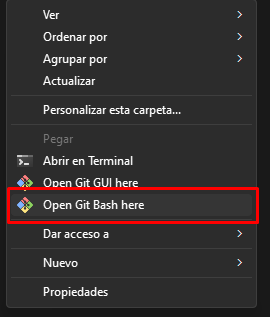 Ver
Ordenar por
Agrupar por
Actualizar
Personalizar esta carpeta...
Pegar
Abrir en Terminal
Open Git GUI here
Open Git Bash here
Dar acceso a
Nuevo
Propiedades